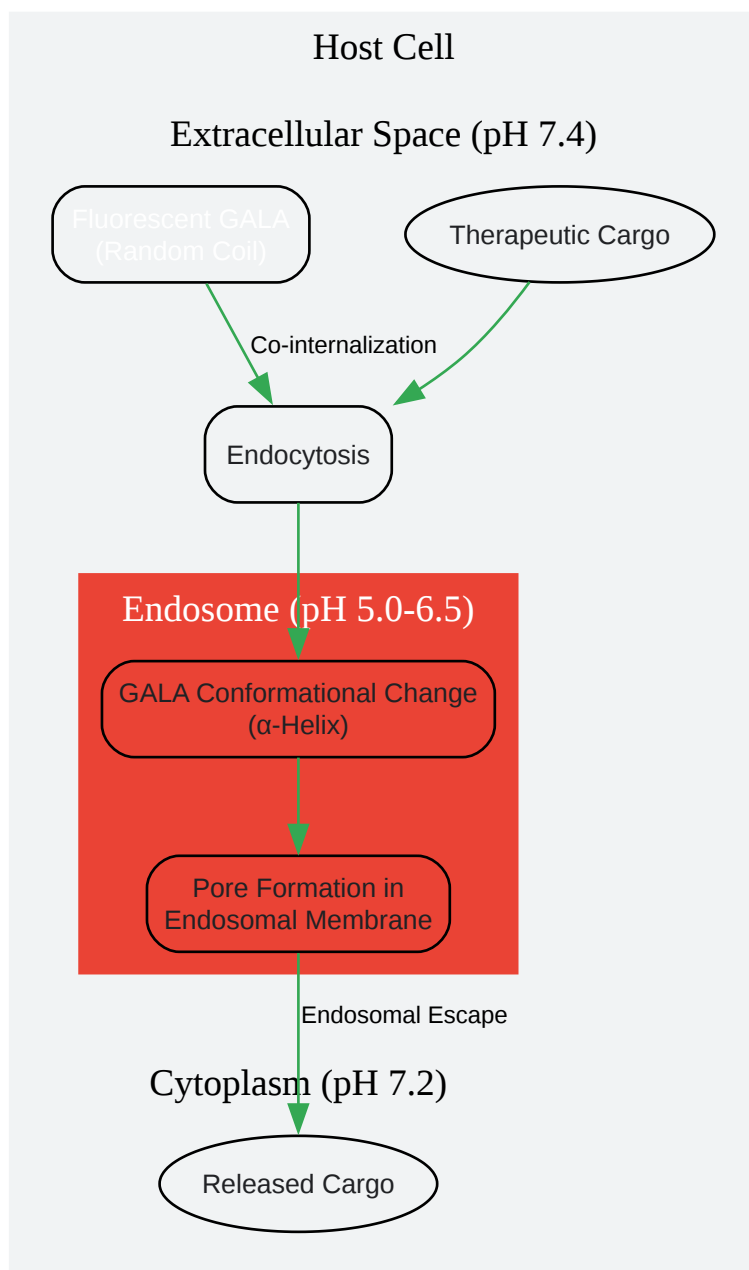 Host Cell
Extracellular Space (pH 7.4)
Fluorescent GALA
(Random Coil)
Therapeutic Cargo
Co-internalization
Endocytosis
Endosome (pH 5.0-6.5)
GALA Conformational Change
(α-Helix)
Pore Formation in
Endosomal Membrane
Endosomal Escape
Cytoplasm (pH 7.2)
Released Cargo